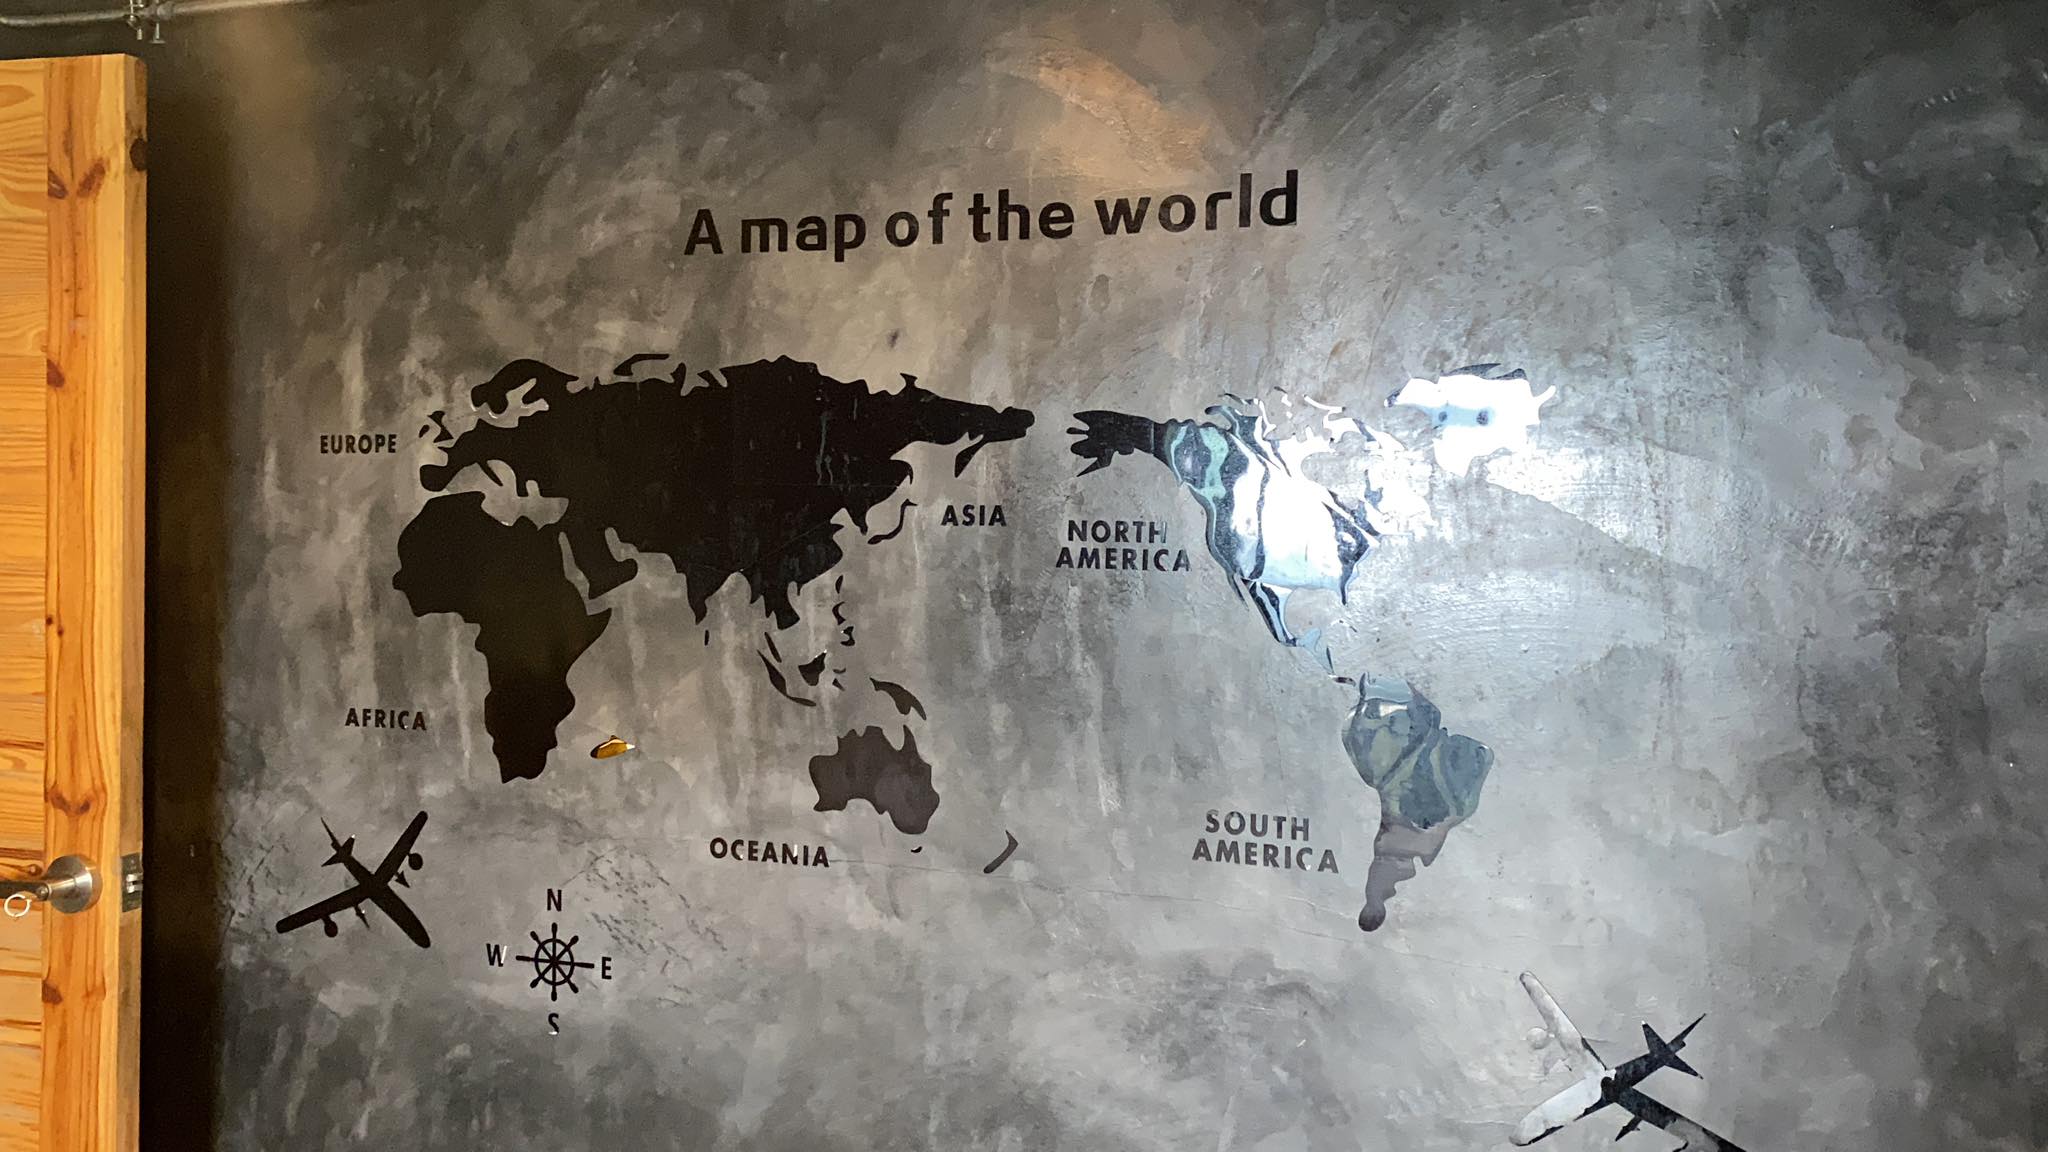 A map of the world
EUROPE
ASIA
NORTH
AMERICA
AFRICA
OCEANIA
SOUTH
AMERICA
N
W E
S